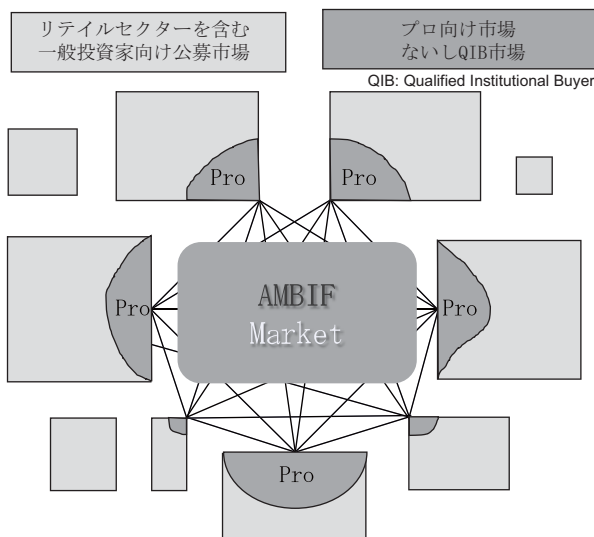 リテイルセクターを含む
一般投資家向け公募市場
プロ向け市場
ないしQIB市場
QIB: Qualified Institutional Buyer
Pro
Pro
Pro
AMBIF
Market
Pro
Pro